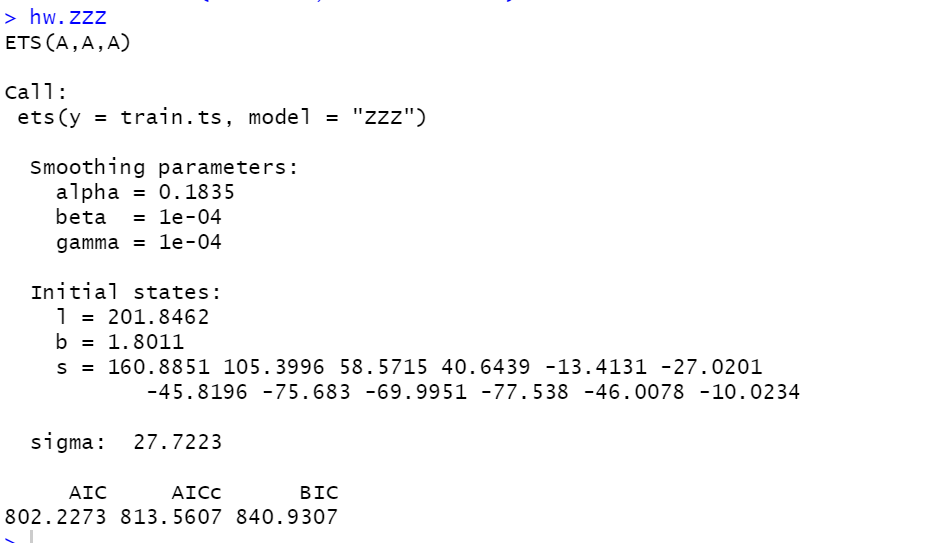 > hw.ZZZ
ETS(A,A,A)
Call:
ets(y = train.ts, model = "ZZZ")
Smoothing parameters:
alpha = 0.1835
beta  = 1e-04
gamma = 1e-04
Initial states:
l = 201.8462
b = 1.8011
s = 160.8851 105.3996 58.5715 40.6439 -13.4131 -27.0201
-45.8196 -75.683 -69.9951 -77.538 -46.0078 -10.0234
sigma:  27.7223
AIC     AICc      BIC
802.2273 813.5607 840.9307
>